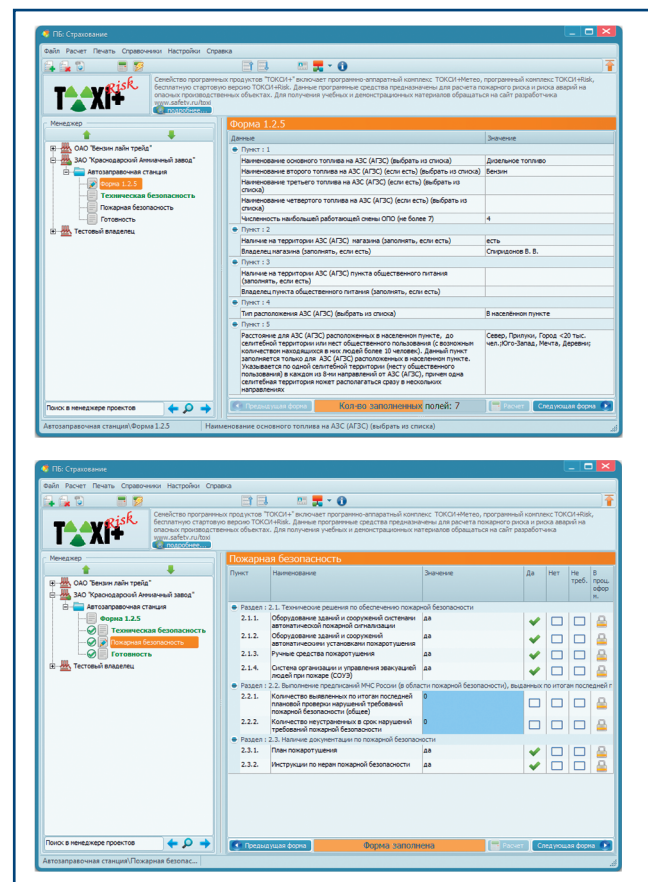 ПБ: Страхование
Файл Расчет Печать Справочники Настройки Справка
TOXI+Risk
Семейство программных продуктов "ТОКСИ+" включает программно-аппаратный комплекс ТОКСИ+Метео, программный комплекс ТОКСИ+Risk,
бесплатную стартовую версию ТОКСИ+Risk. Данные программные средства предназначены для расчета пожарного риска и риска аварий на
опасных производственных объектах. Для получения учебных и демонстрационных материалов обращаться на сайт разработчика
www.safety.ru/toxi
подробнее...
Менеджер
ОАО "Бензин лайн трейд"
ЗАО "Краснодарский Аммиачный завод"
Автозаправочная станция
Форма 1.2.5
Техническая безопасность
Пожарная безопасность
Готовность
Тестовый владелец
Поиск в менеджере проектов
Форма 1.2.5
Данные Значение
Пункт : 1
Наименование основного топлива на АЗС (АГЗС) (выбрать из списка) Дизельное топливо
Наименование второго топлива на АЗС (АГЗС) (если есть) (выбрать из списка) Бензин
Наименование третьего топлива на АЗС (АГЗС) (если есть) (выбрать из
списка)
Наименование четвертого топлива на АЗС (АГЗС) (если есть) (выбрать из
списка)
Численность наибольшей работающей смены ОПО (не более 7) 4
Пункт : 2
Наличие на территории АЗС (АГЗС) магазина (заполнять, если есть) есть
Владелец магазина (заполнять, если есть) Спиридонов В. В.
Пункт : 3
Наличие на территории АЗС (АГЗС) пункта общественного питания
(заполнять, если есть)
Владелец пункта общественного питания (заполнять, если есть)
Пункт : 4
Тип расположения АЗС (АГЗС) (выбрать из списка) В населённом пункте
Пункт : 5
Расстояние для АЗС (АГЗС) расположенных в населенном пункте, до Север, Прилуки, Город <20 тыс.
селитебной территории или мест общественного пользования (с возможным чел.;Юго-Запад, Мечта, Деревни;
количеством находящихся в них людей более 10 человек). Данный пункт
заполняется только для АЗС (АГЗС) расположенных в населенном пункте.
Указывается по одной селитебной территории (месту общественного
пользования) в каждом из 8-ми направлений от АЗС (АГЗС), причем одна
селитебная территория может располагаться сразу в нескольких
направлениях
Предыдущая форма Кол-во заполненных полей: 7 Расчет Следующая форма
Автозаправочная станция\Форма 1.2.5 Наименование основного топлива на АЗС (АГЗС) (выбрать из списка)
ПБ: Страхование
Файл Расчет Печать Справочники Настройки Справка
TOXI+Risk
Семейство программных продуктов "ТОКСИ+" включает программно-аппаратный комплекс ТОКСИ+Метео, программный комплекс ТОКСИ+Risk,
бесплатную стартовую версию ТОКСИ+Risk. Данные программные средства предназначены для расчета пожарного риска и риска аварий на
опасных производственных объектах. Для получения учебных и демонстрационных материалов обращаться на сайт разработчика
www.safety.ru/toxi
подробнее...
Менеджер
ОАО "Бензин лайн трейд"
ЗАО "Краснодарский Аммиачный завод"
Автозаправочная станция
Форма 1.2.5
Техническая безопасность
Пожарная безопасность
Готовность
Тестовый владелец
Поиск в менеджере проектов
Пожарная безопасность
Пункт Наименование Значение Да Нет Не В
треб. проц.
офор
м.
Раздел : 2.1. Технические решения по обеспечению пожарной безопасности
2.1.1. Оборудование зданий и сооружений системами да
автоматической пожарной сигнализации
2.1.2. Оборудование зданий и сооружений да
автоматическими установками пожаротушения
2.1.3. Ручные средства пожаротушения да
2.1.4. Система организации и управления эвакуацией да
людей при пожаре (СОУЭ)
Раздел : 2.2. Выполнение предписаний МЧС России (в области пожарной безопасности), выданных по итогам последней п
2.2.1. Количество выявленных по итогам последней 0
плановой проверки нарушений требований
пожарной безопасности (общее)
2.2.2. Количество неустраненных в срок нарушений 0
требований пожарной безопасности
Раздел : 2.3. Наличие документации по пожарной безопасности
2.3.1. План пожаротушения да
2.3.2. Инструкции по мерам пожарной безопасности да
Предыдущая форма Форма заполнена Расчет Следующая форма
Автозаправочная станция\Пожарная безопас...